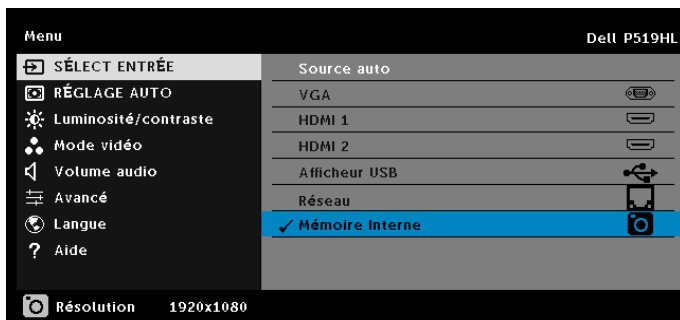 Menu
Dell P519HL
SÉLECT ENTRÉE
RÉGLAGE AUTO
Luminosité/contraste
Mode vidéo
Volume audio
Avancé
Langue
? Aide
Source auto
VGA
HDMI 1
HDMI 2
Afficheur USB
Réseau
✓ Mémoire Interne
Résolution 1920x1080